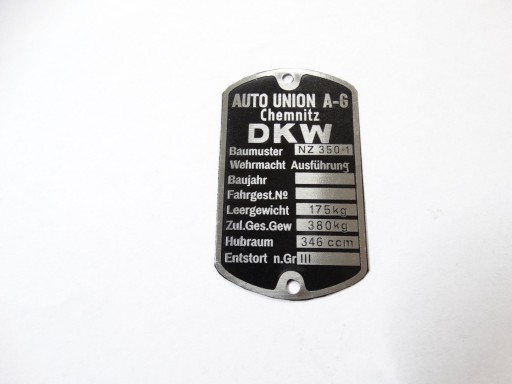 AUTO UNION A-G
Chemnitz
DKW
Baumuster NZ 350-1
Wehrmacht Ausführung
Baujahr
Fahrgest.No
Leergewicht 175kg
Zul.Ges.Gew 380kg
Hubraum 346 ccm
Entstort n.Gr III